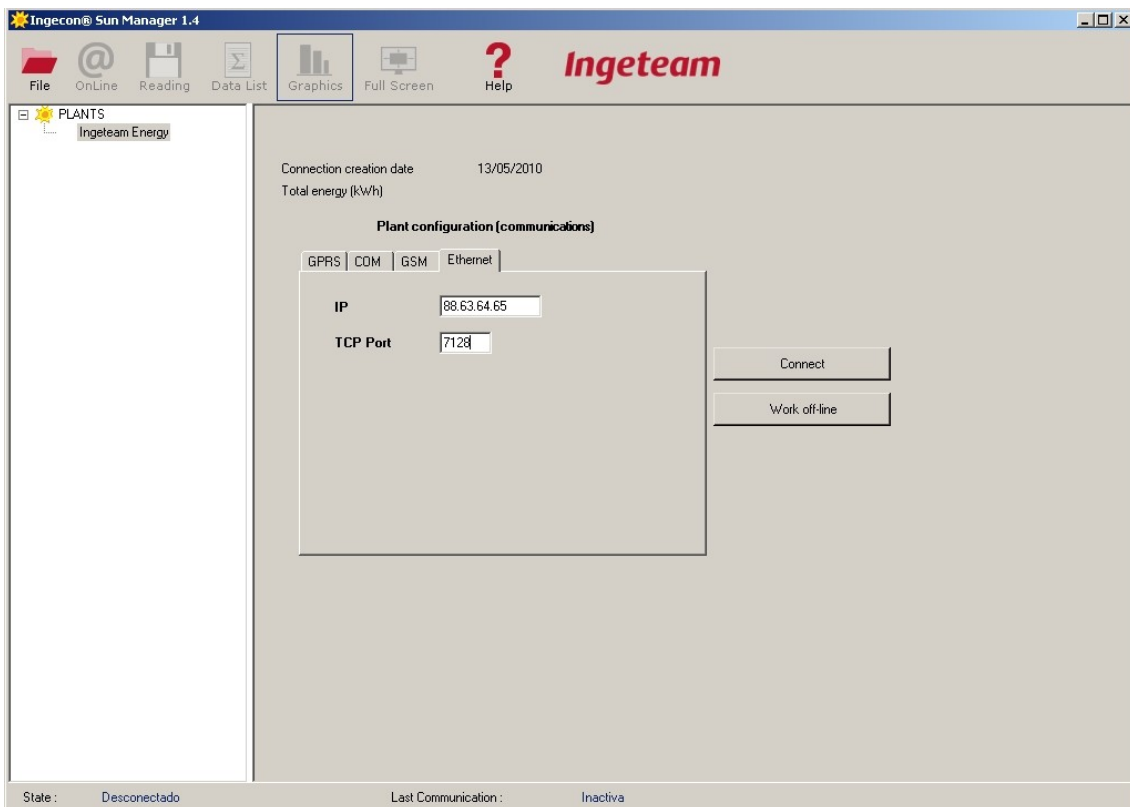 Ingecon® Sun Manager 1.4
File OnLine Reading Data List Graphics Full Screen Help Ingeteam
PLANTS
Ingeteam Energy
Connection creation date 13/05/2010
Total energy (kWh)
Plant configuration (communications)
GPRS COM GSM Ethernet
IP 88.63.64.65
TCP Port 7128
Connect
Work off-line
State : Desconectado Last Communication : Inactiva